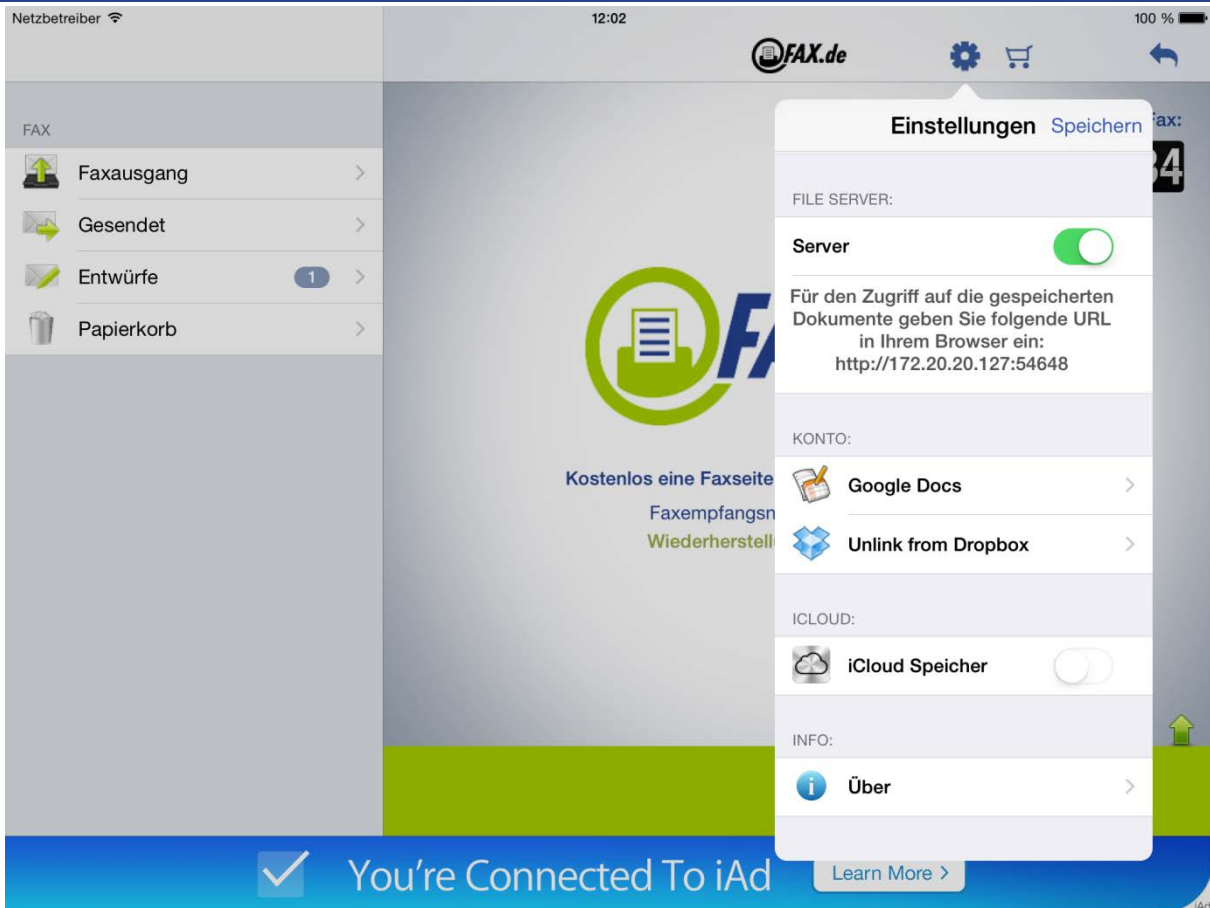 Netzbetreiber
12:02
100 %
FAX.de
FAX
Faxausgang
Gesendet
Entwürfe
1
Papierkorb
Einstellungen
Speichern
FILE SERVER:
Server
Für den Zugriff auf die gespeicherten
Dokumente geben Sie folgende URL
in Ihrem Browser ein:
http://172.20.20.127:54648
KONTO:
Google Docs
Unlink from Dropbox
ICLOUD:
iCloud Speicher
INFO:
i
Über
Kostenlos eine Faxseite
You're Connected To iAd
Learn More >
iAd